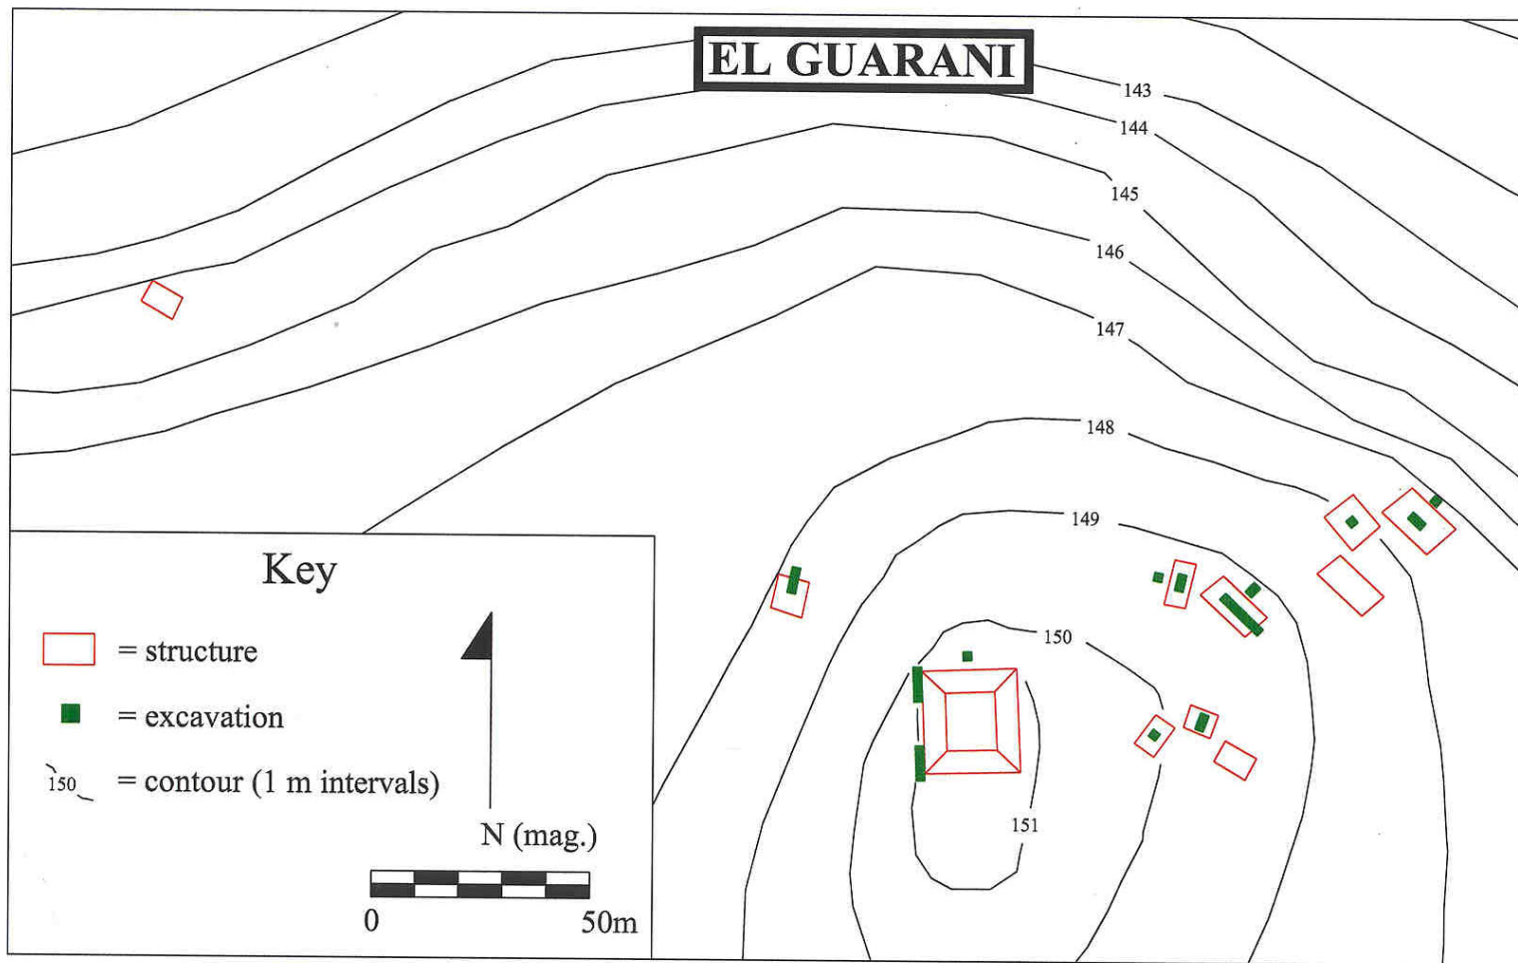 EL GUARANI
143
144
145
146
147
148
149
150
151
Key
= structure
= excavation
150 = contour (1 m intervals)
N (mag.)
0 50m